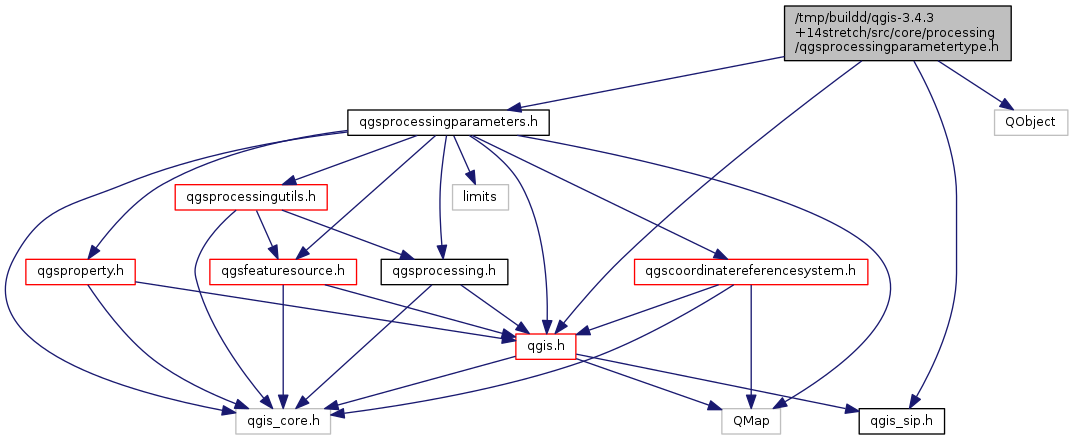 /tmp/buildd/qgis-3.4.3
+14stretch/src/core/processing
/qgsprocessingparametertype.h
qgsprocessingparameters.h
QObject
qgsprocessingutils.h
limits
qgsproperty.h
qgsfeaturesource.h
qgsprocessing.h
qgscoordinatereferencesystem.h
qgis.h
qgis_core.h
QMap
qgis_sip.h